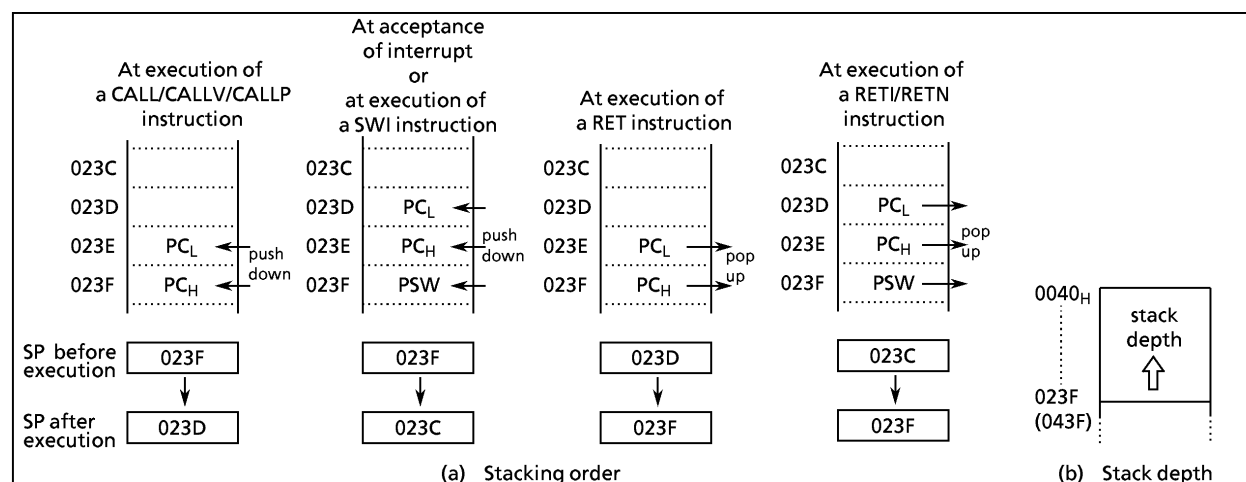 At execution of
a CALL/CALLV/CALLP
instruction
023C
023D
023E PCL push
023F PCH down
SP before
execution
023F
SP after
execution
023D
At acceptance
of interrupt
or
at execution of
a SWI instruction
023C
023D PCL
023E PCH push
down
023F PSW
023F
023C
At execution of
a RET instruction
023C
023D
023E PCL pop
023F PCH up
023D
023F
At execution of
a RETI/RETN
instruction
023C
023D PCL
023E PCH pop
up
023F PSW
023C
023F
(a) Stacking order
0040H
stack
depth
023F
(043F)
(b) Stack depth